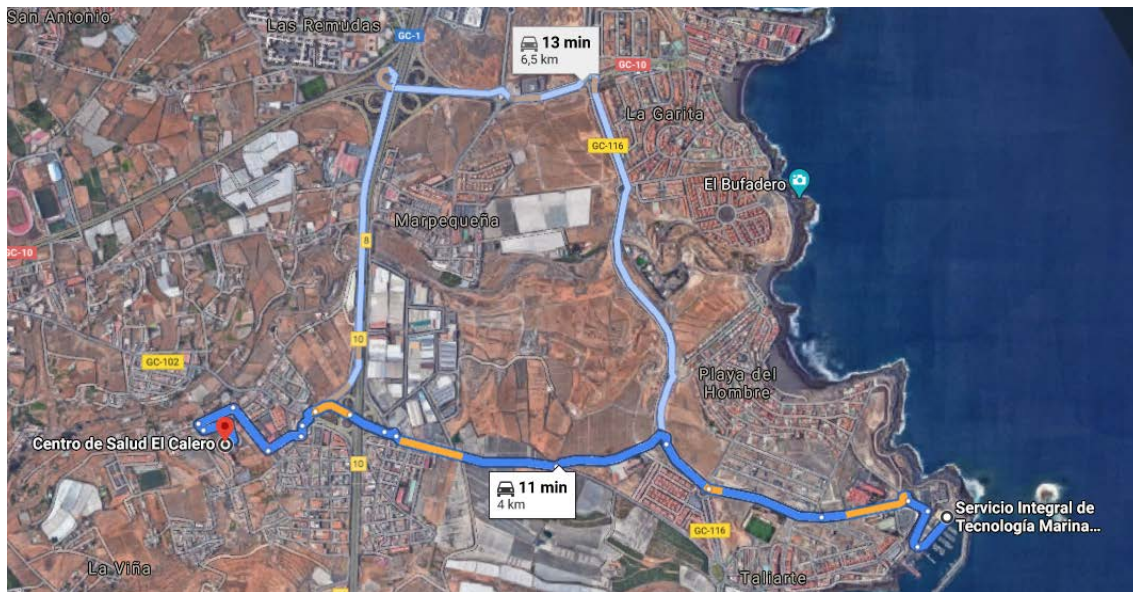 San Antonio
Las Remudas
GC-1
13 min
6,5 km
GC-10
La Garita
GC-116
El Bufadero
Marpequeña
8
GC-10
10
GC-102
Playa del
Hombre
Centro de Salud El Calero
10
11 min
4 km
Servicio Integral de
Tecnología Marina...
GC-116
La Viña
Taliarte